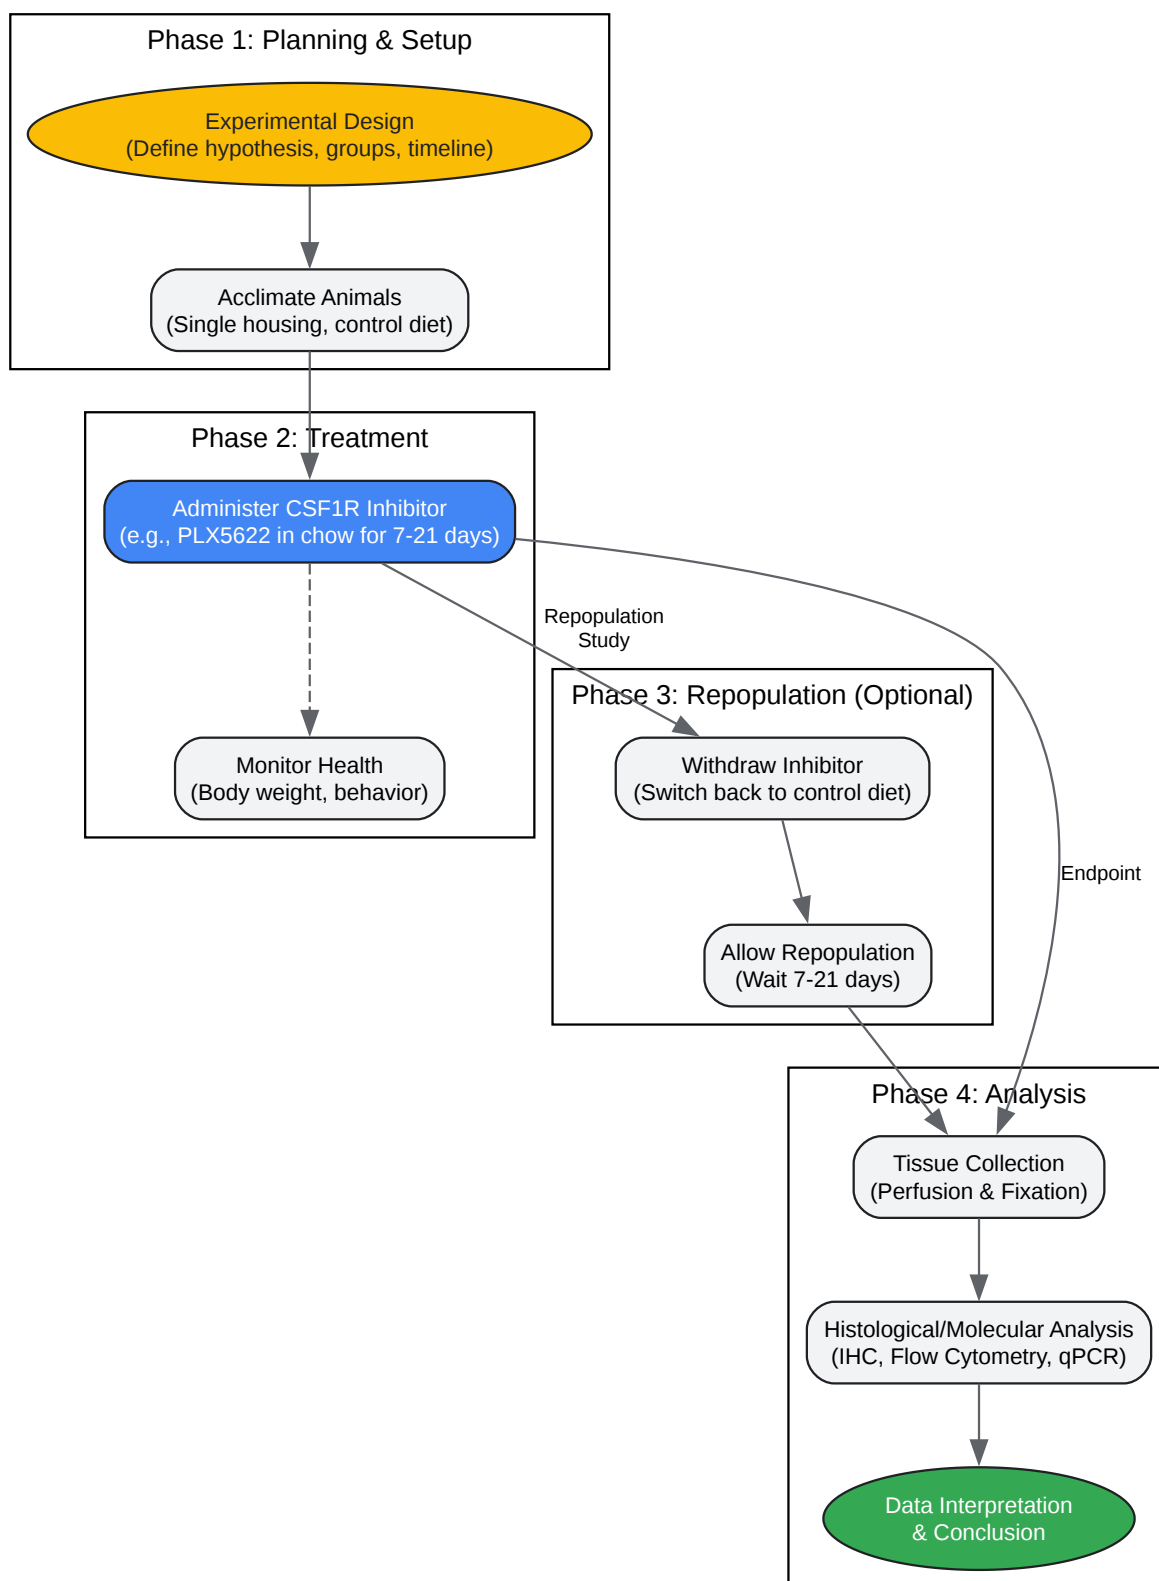 Phase 1: Planning & Setup
Experimental Design
(Define hypothesis, groups, timeline)
Acclimate Animals
(Single housing, control diet)
Phase 2: Treatment
Administer CSF1R Inhibitor
(e.g., PLX5622 in chow for 7-21 days)
Repopulation
Study
Phase 3: Repopulation (Optional)
Monitor Health
(Body weight, behavior)
Withdraw Inhibitor
(Switch back to control diet)
Endpoint
Allow Repopulation
(Wait 7-21 days)
Phase 4: Analysis
Tissue Collection
(Perfusion & Fixation)
Histological/Molecular Analysis
(IHC, Flow Cytometry, qPCR)
Data Interpretation
& Conclusion